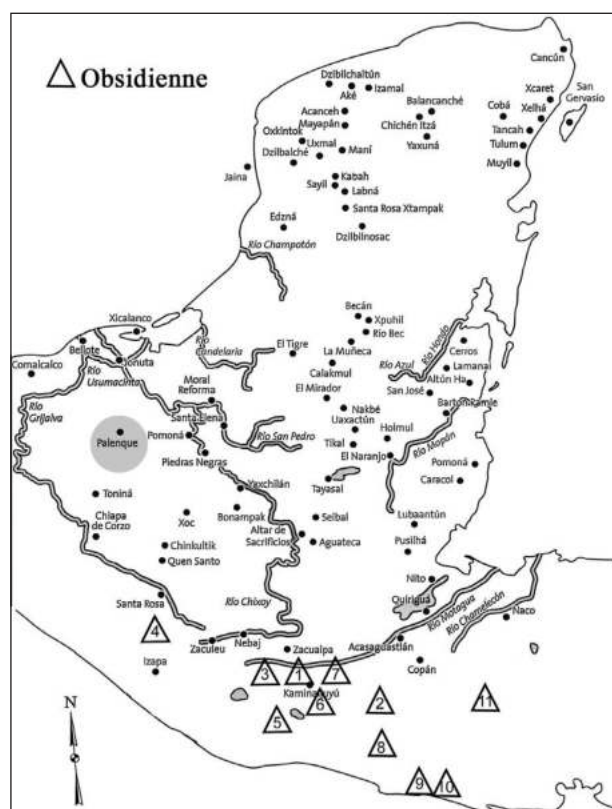 Obsidienne
Cancún
Dzibilchaltún
Aké
Izamal
Xcaret
San
Gervasio
Acanceh
Balancanché
Cobá
Xelhá
Mayapán
Chichén Itzá
Tancah
Oxkintok
Uxmal
Yaxuná
Tulum
Dzilbalché
Maní
Muyil
Jaina
Kabah
Sayil
Labná
Santa Rosa Xtampak
Edzná
Dzilbilnosac
Río Champotón
Becán
Xpuhil
Xicalanco
Río
Candelaria
Río Bec
Río Hondo
Bellote
El Tigre
La Muñeca
Cerros
Comalcalco
Jonuta
Río
Usumacinta
Calakmul
Río Azul
Lamanai
Moral
Reforma
El Mirador
San José
Altún Ha
Río
Grijalva
Nakbé
Barton Ramie
Santa Elena
Uaxactún
Palenque
Pomoná
Río San Pedro
Tikal
Holmul
Río Mopán
Piedras Negras
El Naranjo
Pomoná
Yaxchilán
Tayasal
Caracol
Toniná
Chiapa
de Corzo
Xoc
Bonampak
Seibal
Lubaantún
Altar de
Sacrificios
Chinkultik
Aguateca
Pusilhá
Quen Santo
Nito
Santa Rosa
Río Chixoy
Quiriguá
Río Motagua
Río Chamelecón
Naco
4
Zaculeu
Nebaj
Zacualpa
Acasaguastlán
Izapa
Copán
3
1
7
Kaminaljuyú
6
2
11
N
5
8
9
10